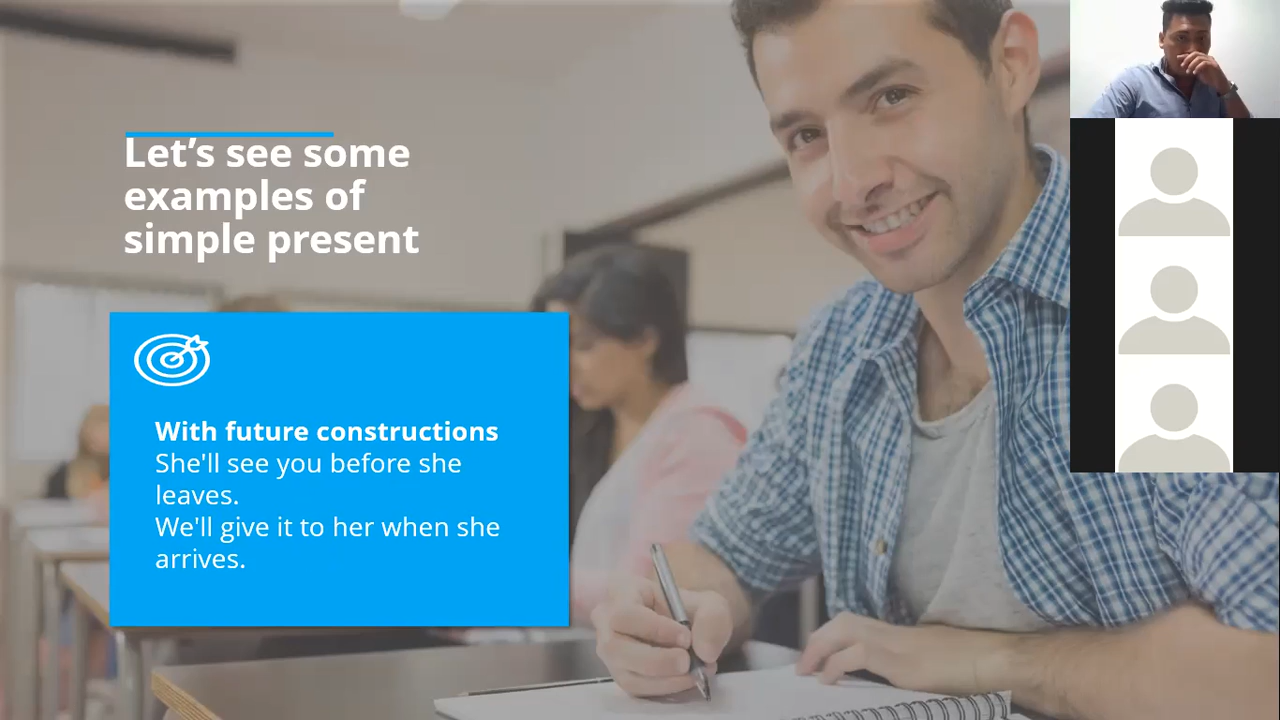 Let’s see some
examples of
simple present
With future constructions
She'll see you before she
leaves.
We'll give it to her when she
arrives.